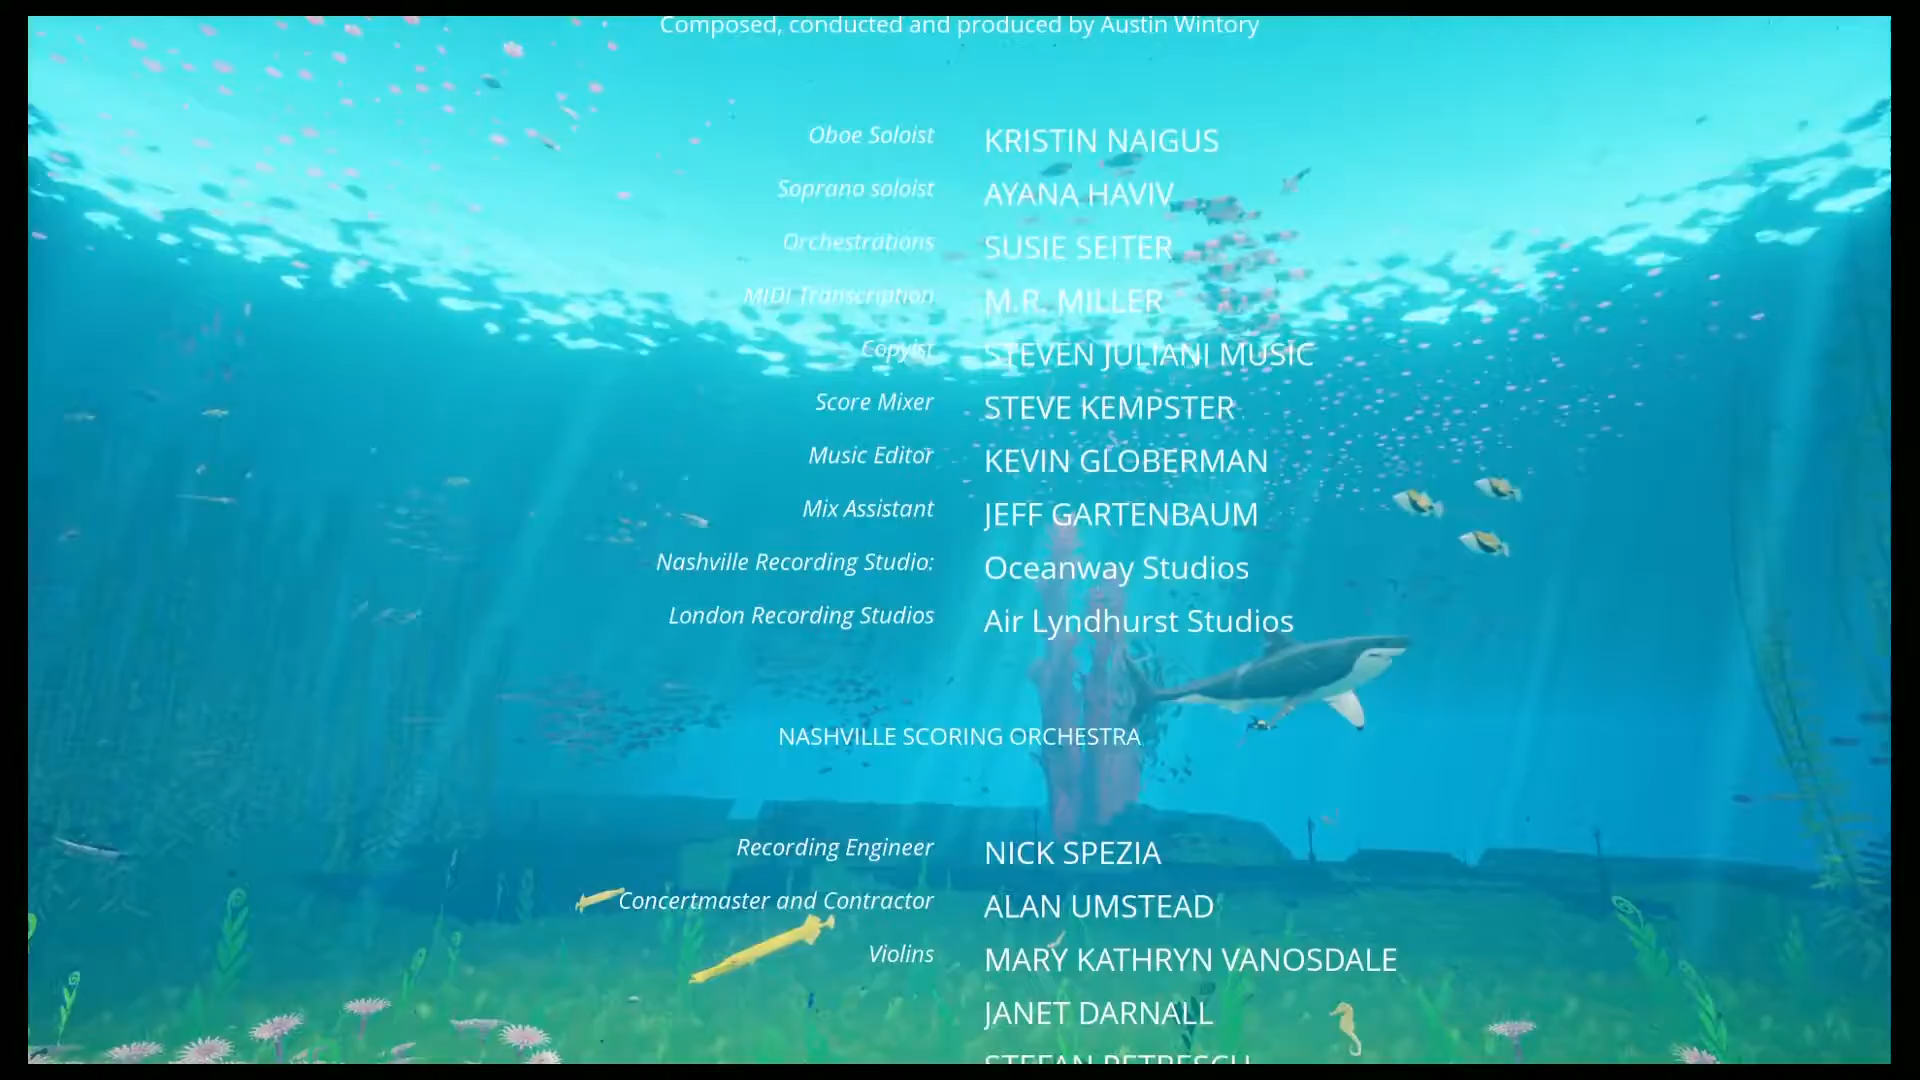 Composed, conducted and produced by Austin Wintory
Oboe Soloist KRISTIN NAIGUS
Soprano soloist AYANA HAVIV
Orchestrations SUSIE SEITER
MIDI Transcription M.R. MILLER
Copyist STEVEN JULIANI MUSIC
Score Mixer STEVE KEMPSTER
Music Editor KEVIN GLOBERMAN
Mix Assistant JEFF GARTENBAUM
Nashville Recording Studio: Oceanway Studios
London Recording Studios Air Lyndhurst Studios
NASHVILLE SCORING ORCHESTRA
Recording Engineer NICK SPEZIA
Concertmaster and Contractor ALAN UMSTEAD
Violins MARY KATHRYN VANOSDALE
JANET DARNALL
STEFAN PETRESCU